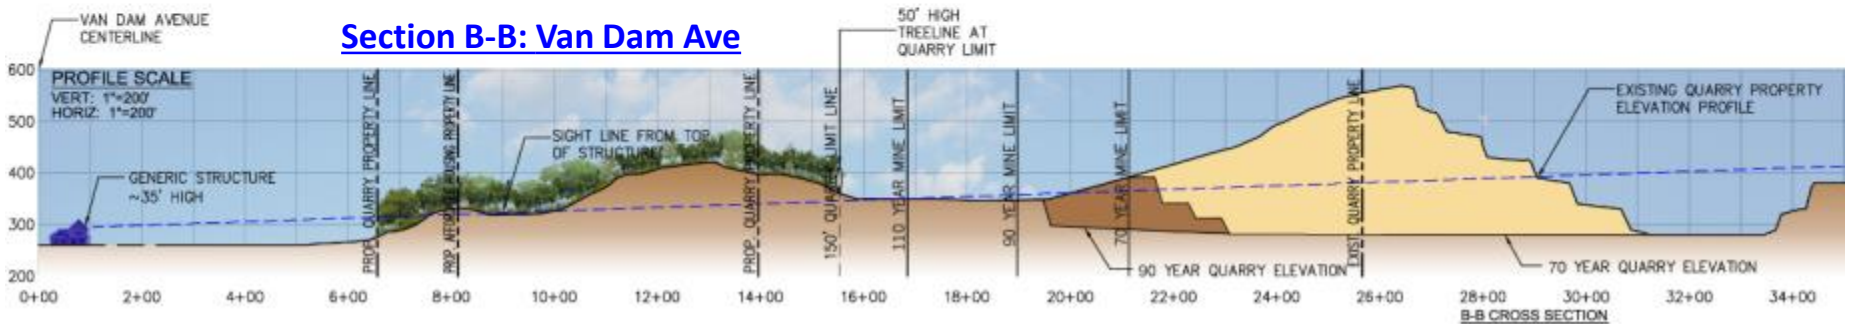 VAN DAM AVENUE
CENTERLINE
Section B-B: Van Dam Ave
50' HIGH
TREELINE AT
QUARRY LIMIT
600
500
400
300
200
PROFILE SCALE
VERT: 1"=200'
HORIZ: 1"=200'
GENERIC STRUCTURE
~35' HIGH
PROP. QUARRY PROPERTY LINE
PROP. AFFORDABLE HOUSING PROPERTY LINE
SIGHT LINE FROM TOP
OF STRUCTURE
PROP. QUARRY PROPERTY LINE
150' QUARRY LIMIT LINE
110 YEAR MINE LIMIT
90 YEAR MINE LIMIT
70 YEAR MINE LIMIT
EXIST. QUARRY PROPERTY LINE
EXISTING QUARRY PROPERTY
ELEVATION PROFILE
90 YEAR QUARRY ELEVATION
70 YEAR QUARRY ELEVATION
0+00 2+00 4+00 6+00 8+00 10+00 12+00 14+00 16+00 18+00 20+00 22+00 24+00 26+00 28+00 30+00 32+00 34+00
B-B CROSS SECTION